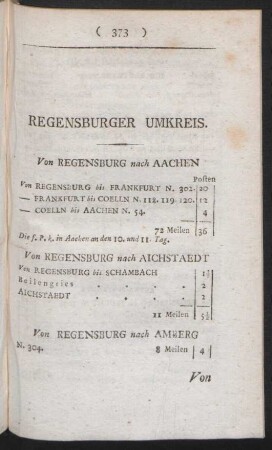 ( 373 )
REGENSBURGER UMKREIS.
Von REGENSBURG nach AACHEN
Posten
Von REGENSBURG bis FRANKFURT N. 302. 20
— FRANKFURT bis COELLN N. 118. 119. 120. 12
— COELLN bis AACHEN N. 54. 4
72 Meilen 36
Die f. P. k. in Aachen an den 10. und 11. Tag.
Von REGENSBURG nach AICHSTAEDT
Von REGENSBURG bis SCHAMBACH 1½
Beilengries . . . . 2
AICHSTAEDT . . . . 2
11 Meilen 5½
Von REGENSBURG nach AMBERG
N. 304. 8 Meilen 4
Von